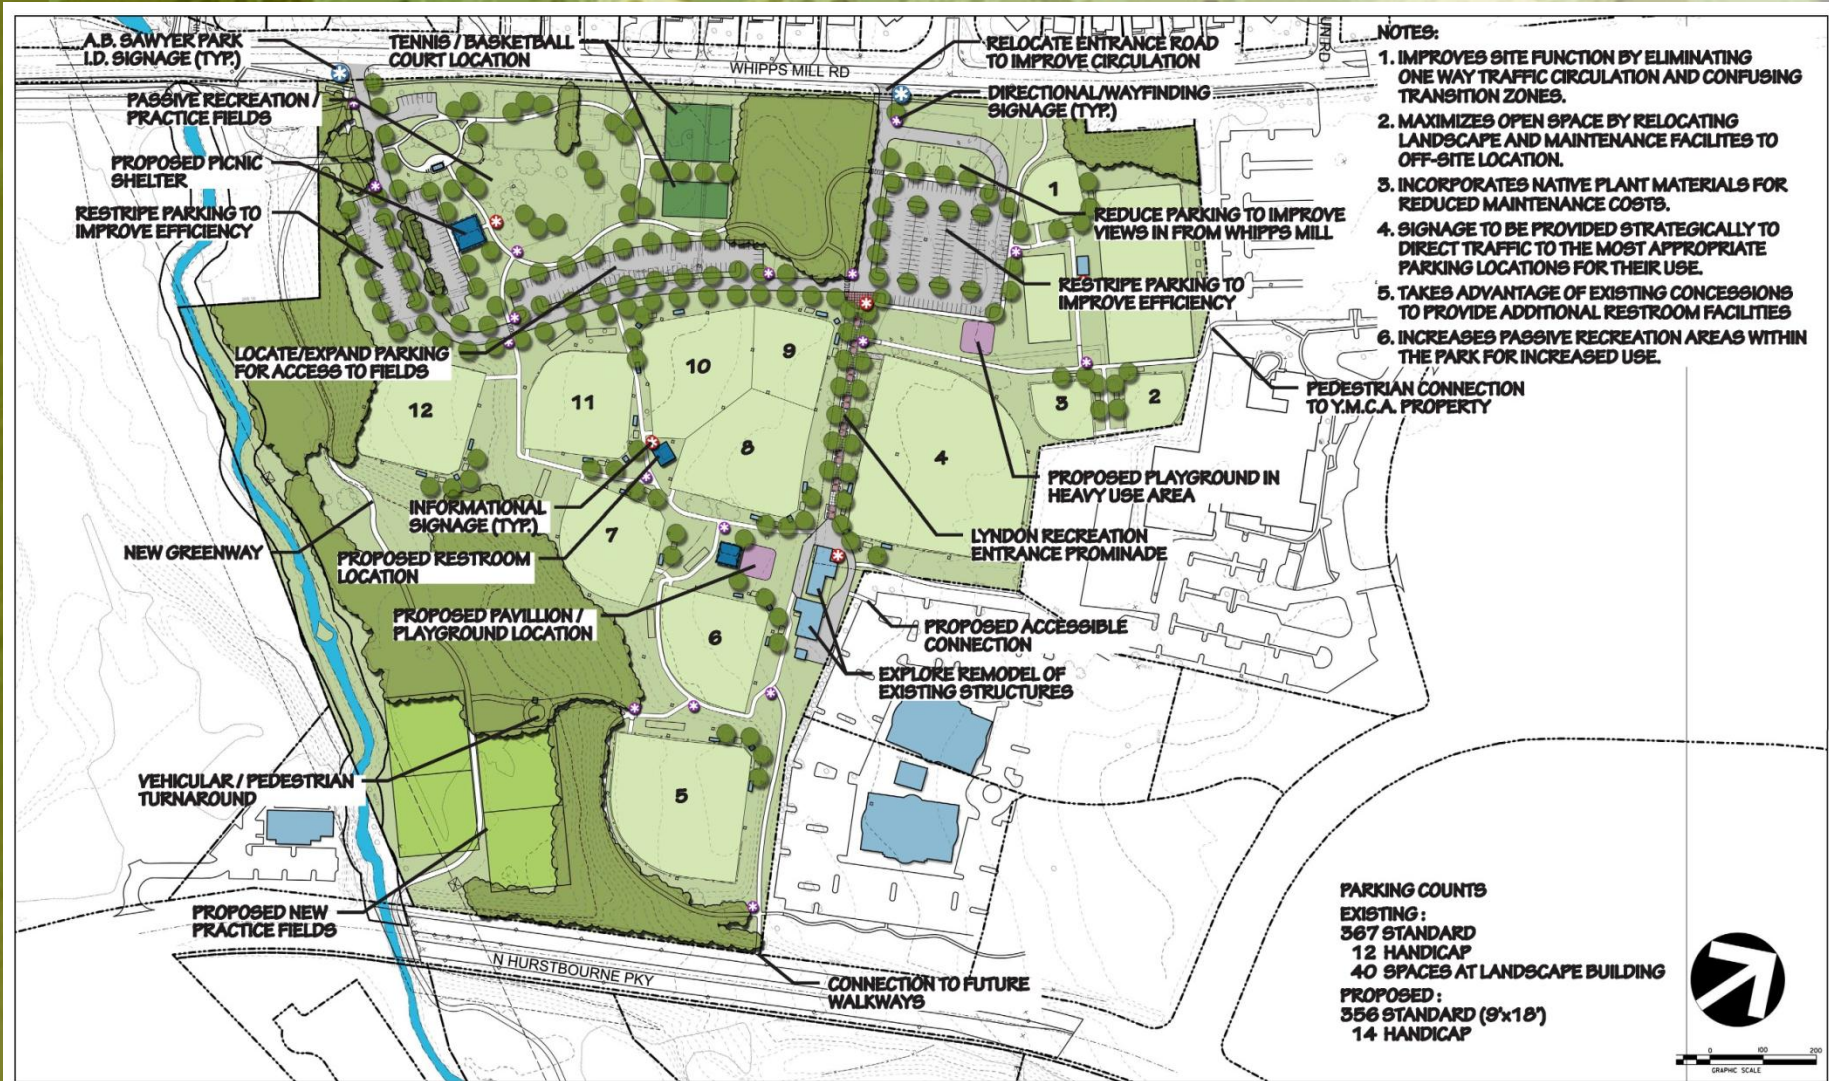 A.B. SAWYER PARK
I.D. SIGNAGE (TYP.)
TENNIS / BASKETBALL
COURT LOCATION
WHIPPS MILL RD
RELOCATE ENTRANCE ROAD
TO IMPROVE CIRCULATION
DIRECTIONAL/WAYFINDING
SIGNAGE (TYP.)
PASSIVE RECREATION /
PRACTICE FIELDS
PROPOSED PICNIC
SHELTER
RESTRIPE PARKING TO
IMPROVE EFFICIENCY
REDUCE PARKING TO IMPROVE
VIEWS IN FROM WHIPPS MILL
RESTRIPE PARKING TO
IMPROVE EFFICIENCY
LOCATE/EXPAND PARKING
FOR ACCESS TO FIELDS
NOTES:
1. IMPROVES SITE FUNCTION BY ELIMINATING
ONE WAY TRAFFIC CIRCULATION AND CONFUSING
TRANSITION ZONES.
2. MAXIMIZES OPEN SPACE BY RELOCATING
LANDSCAPE AND MAINTENANCE FACILITES TO
OFF-SITE LOCATION.
3. INCORPORATES NATIVE PLANT MATERIALS FOR
REDUCED MAINTENANCE COSTS.
4. SIGNAGE TO BE PROVIDED STRATEGICALLY TO
DIRECT TRAFFIC TO THE MOST APPROPRIATE
PARKING LOCATIONS FOR THEIR USE.
5. TAKES ADVANTAGE OF EXISTING CONCESSIONS
TO PROVIDE ADDITIONAL RESTROOM FACILITIES
6. INCREASES PASSIVE RECREATION AREAS WITHIN
THE PARK FOR INCREASED USE.
PEDESTRIAN CONNECTION
TO Y.M.C.A. PROPERTY
1
2
3
4
5
6
7
8
9
10
11
12
PROPOSED PLAYGROUND IN
HEAVY USE AREA
LYNDON RECREATION
ENTRANCE PROMINADE
INFORMATIONAL
SIGNAGE (TYP.)
NEW GREENWAY
PROPOSED RESTROOM
LOCATION
PROPOSED PAVILLION /
PLAYGROUND LOCATION
PROPOSED ACCESSIBLE
CONNECTION
EXPLORE REMODEL OF
EXISTING STRUCTURES
VEHICULAR / PEDESTRIAN
TURNAROUND
PROPOSED NEW
PRACTICE FIELDS
N HURSTBOURNE PKY
CONNECTION TO FUTURE
WALKWAYS
PARKING COUNTS
EXISTING :
367 STANDARD
12 HANDICAP
40 SPACES AT LANDSCAPE BUILDING
PROPOSED :
356 STANDARD (9'x18')
14 HANDICAP
0 100 200
GRAPHIC SCALE